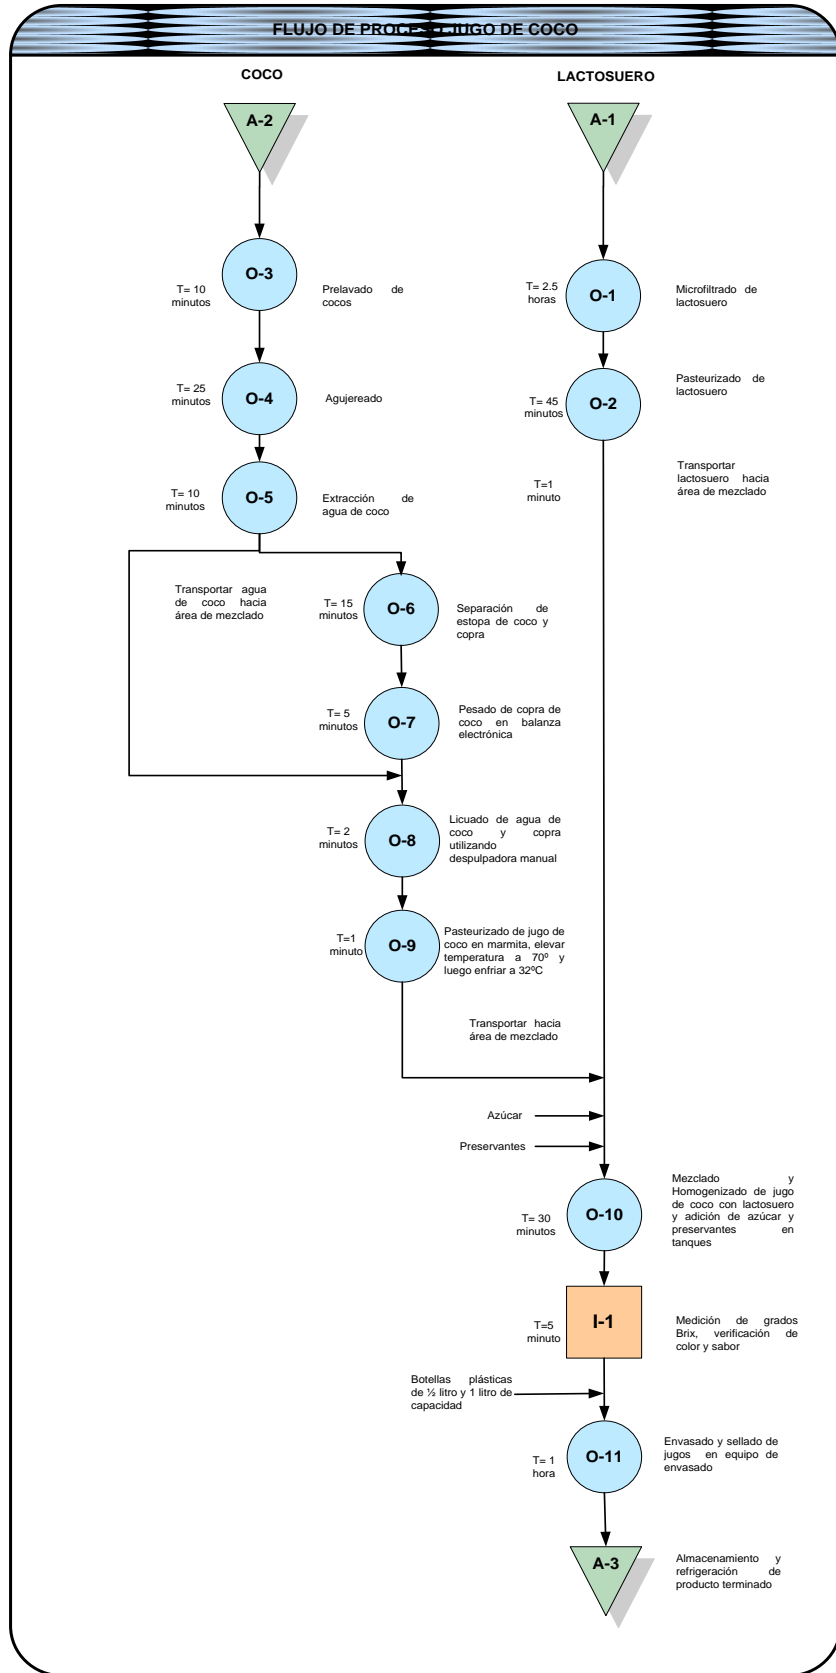 FLUJO DE PROCESO JUGO DE COCO
COCO
LACTOSUERO
A-2
A-1
O-3
T= 10
minutos
Prelavado de
cocos
T= 2.5
horas
O-1
Microfiltrado de
lactosuero
O-4
T= 25
minutos
Agujereado
O-2
T= 45
minutos
Pasteurizado de
lactosuero
O-5
T= 10
minutos
Extracción de
agua de coco
T=1
minuto
Transportar
lactosuero hacia
área de mezclado
Transportar agua
de coco hacia
área de mezclado
T= 15
minutos
O-6
Separación de
estopa de coco y
copra
T= 5
minutos
O-7
Pesado de copra de
coco en balanza
electrónica
T= 2
minutos
O-8
Licuado de agua de
coco y copra
utilizando
despulpadora manual
T=1
minuto
O-9
Pasteurizado de jugo de
coco en marmita, elevar
temperatura a 70º y
luego enfriar a 32ºC
Transportar hacia
área de mezclado
Azúcar
Preservantes
T= 30
minutos
O-10
Mezclado y
Homogenizado de jugo
de coco con lactosuero
y adición de azúcar y
preservantes en
tanques
T=5
minuto
I-1
Medición de grados
Brix, verificación de
color y sabor
Botellas plásticas
de ½ litro y 1 litro de
capacidad
T= 1
hora
O-11
Envasado y sellado de
jugos en equipo de
envasado
A-3
Almacenamiento y
refrigeración de
producto terminado